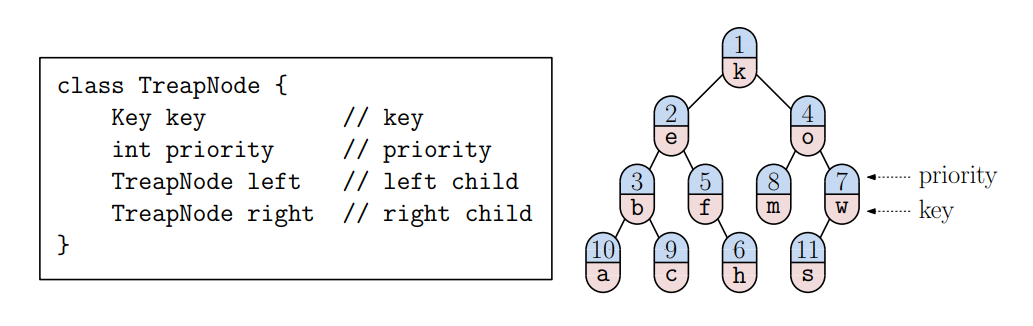 class TreapNode {
Key key // key
int priority // priority
TreapNode left // left child
TreapNode right // right child
}
1
k
2
e
4
o
3
b
5
f
8
m
7
w
priority
key
10
a
9
c
6
h
11
s